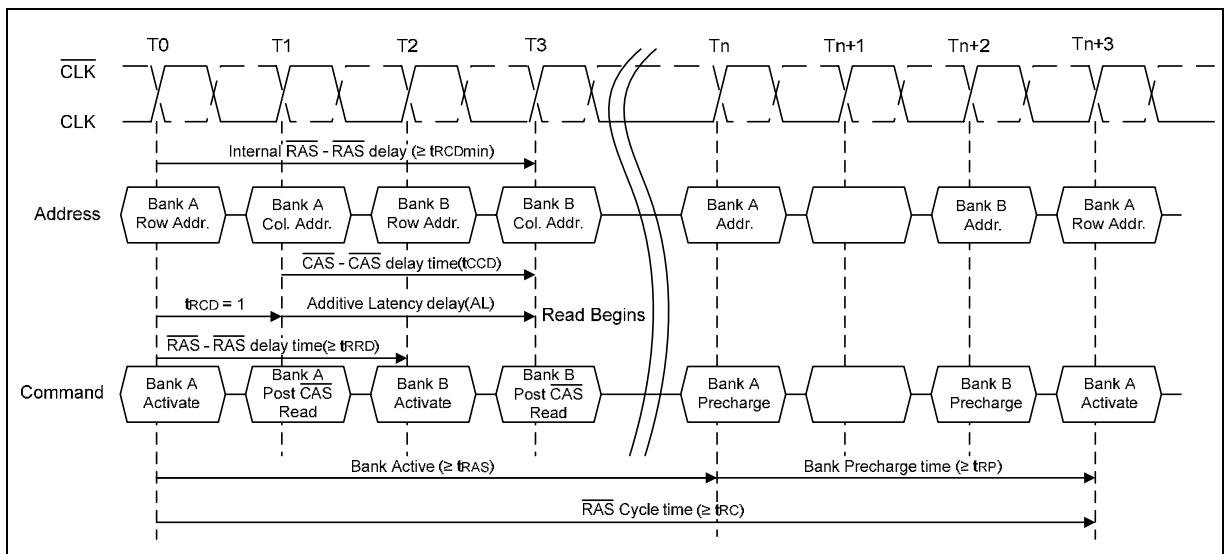 T0 T1 T2 T3 Tn Tn+1 Tn+2 Tn+3
CLK
CLK
Internal RAS - RAS delay (≥ tRCDmin)
Address
Bank A Row Addr.
Bank A Col. Addr.
Bank B Row Addr.
Bank B Col. Addr.
Bank A Addr.
Bank B Addr.
Bank A Row Addr.
CAS - CAS delay time(tCCD)
tRCD = 1
Additive Latency delay(AL)
Read Begins
RAS - RAS delay time(≥ tRRD)
Command
Bank A Activate
Bank A Post CAS Read
Bank B Activate
Bank B Post CAS Read
Bank A Precharge
Bank B Precharge
Bank A Activate
Bank Active (≥ tRAS)
Bank Precharge time (≥ tRP)
RAS Cycle time (≥ tRC)